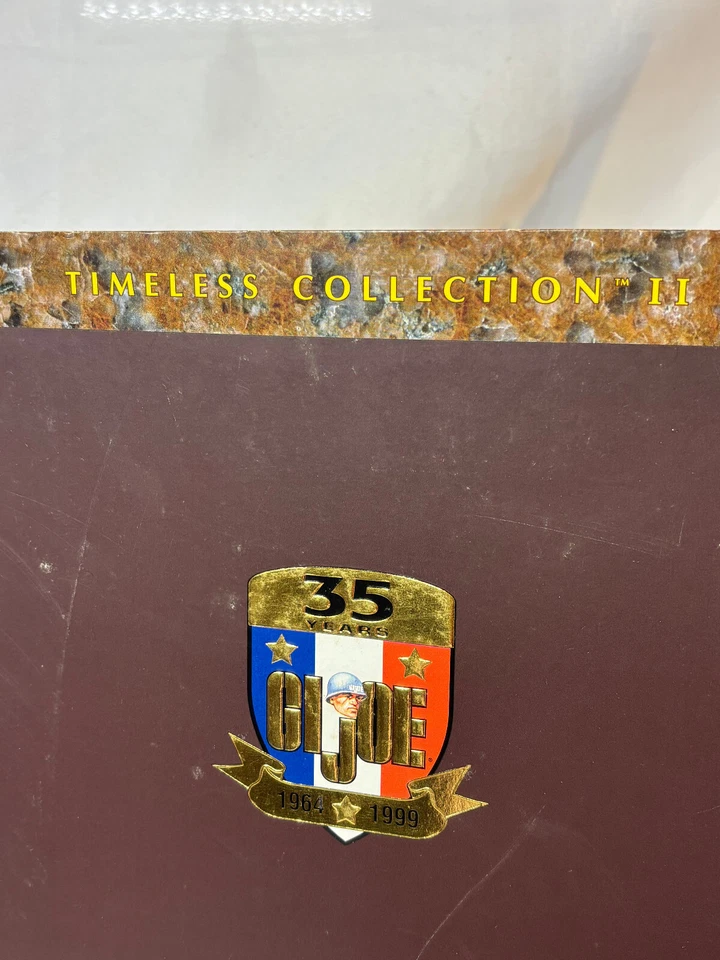 TIMELESS COLLECTION™ II
35
YEARS
GI JOE
1964 1999